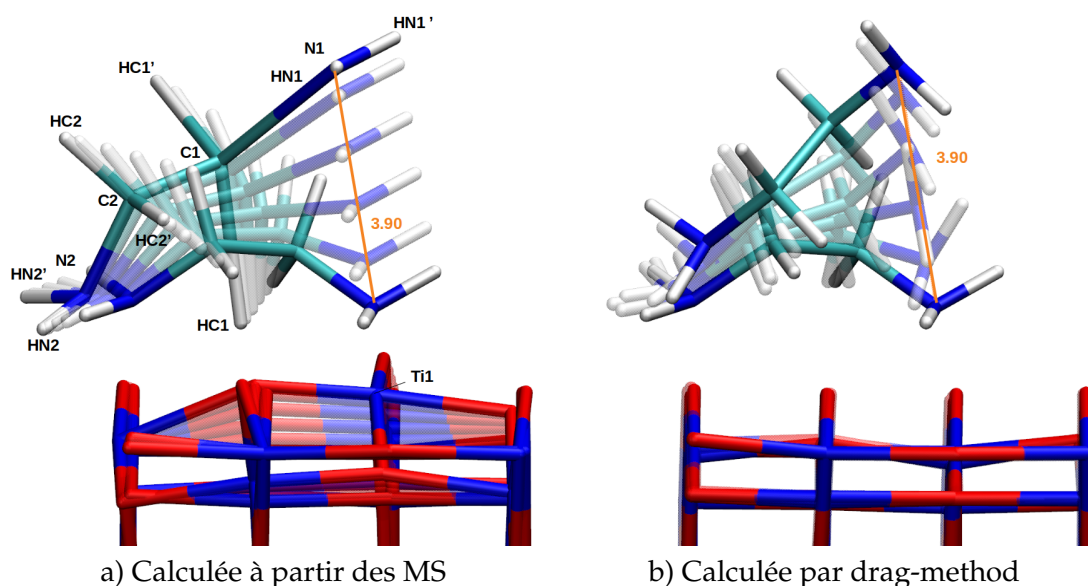 HN1 '
N1
HC1'
HN1
HC2
C1
C2
3.90
HC2'
N2
HN2'
HC1
HN2
Ti1
3.90
a) Calculée à partir des MS
b) Calculée par drag-method